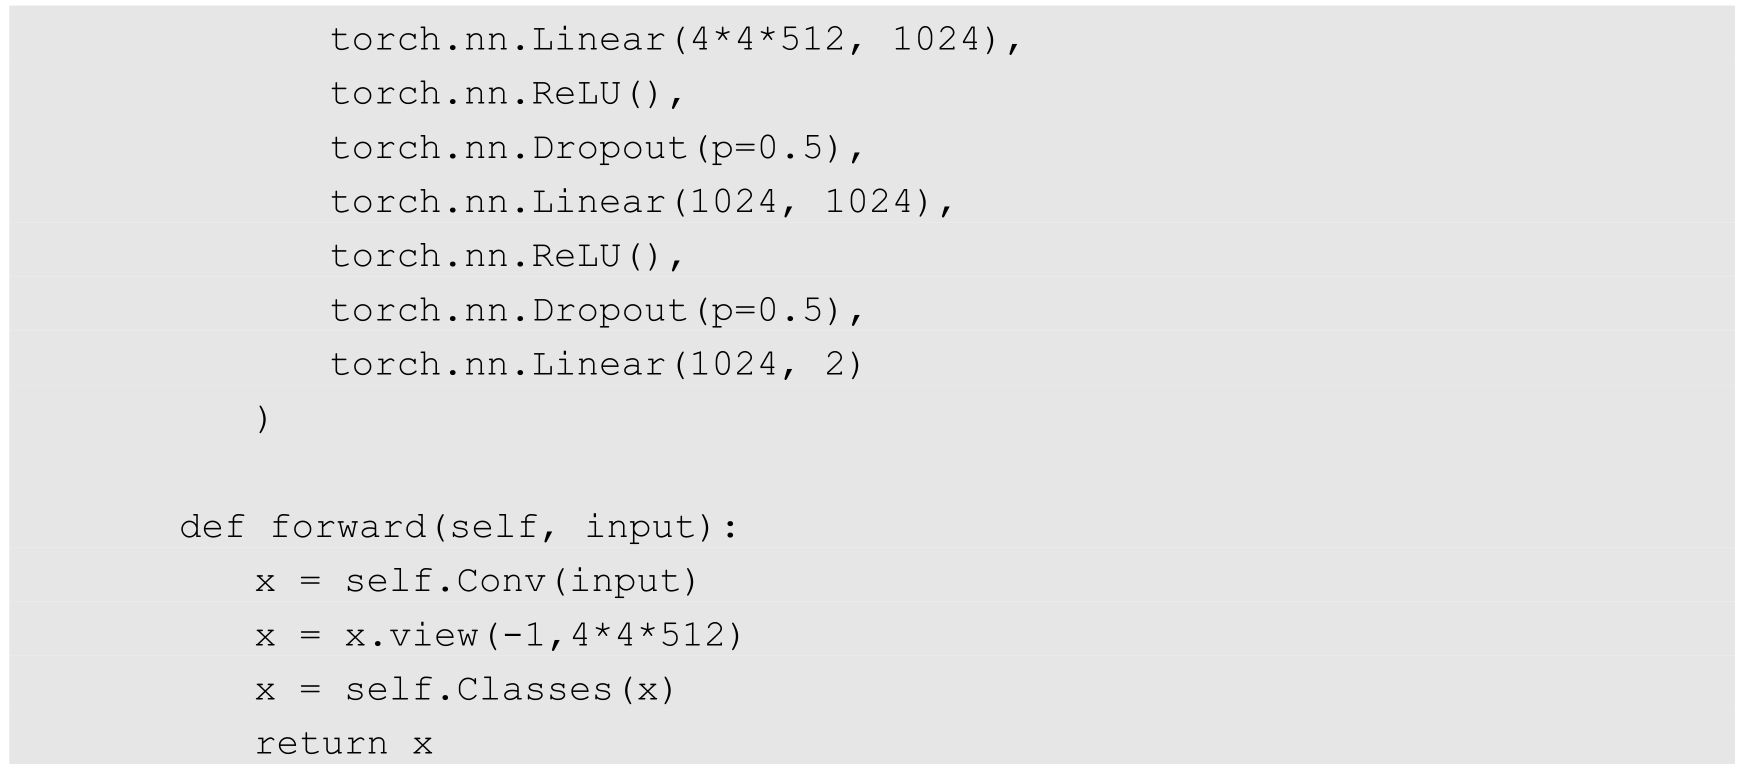 torch.nn.Linear(4*4*512, 1024),
torch.nn.ReLU(),
torch.nn.Dropout(p=0.5),
torch.nn.Linear(1024, 1024),
torch.nn.ReLU(),
torch.nn.Dropout(p=0.5),
torch.nn.Linear(1024, 2)
)
def forward(self, input):
x = self.Conv(input)
x = x.view(-1,4*4*512)
x = self.Classes(x)
return x